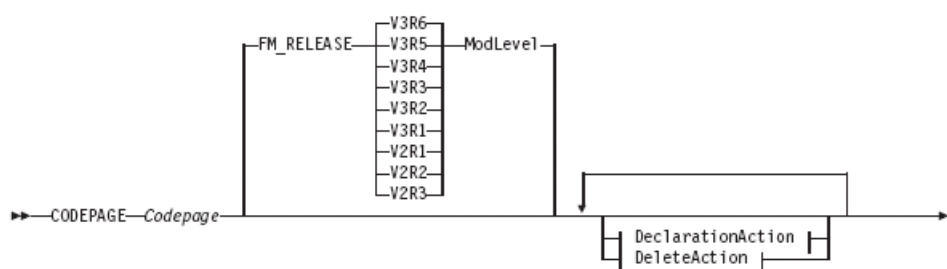 V3R6
FM_RELEASE V3R5 ModLevel
V3R4
V3R3
V3R2
V3R1
V2R1
V2R2
V2R3
CODEPAGE Codepage
DeclarationAction
DeleteAction